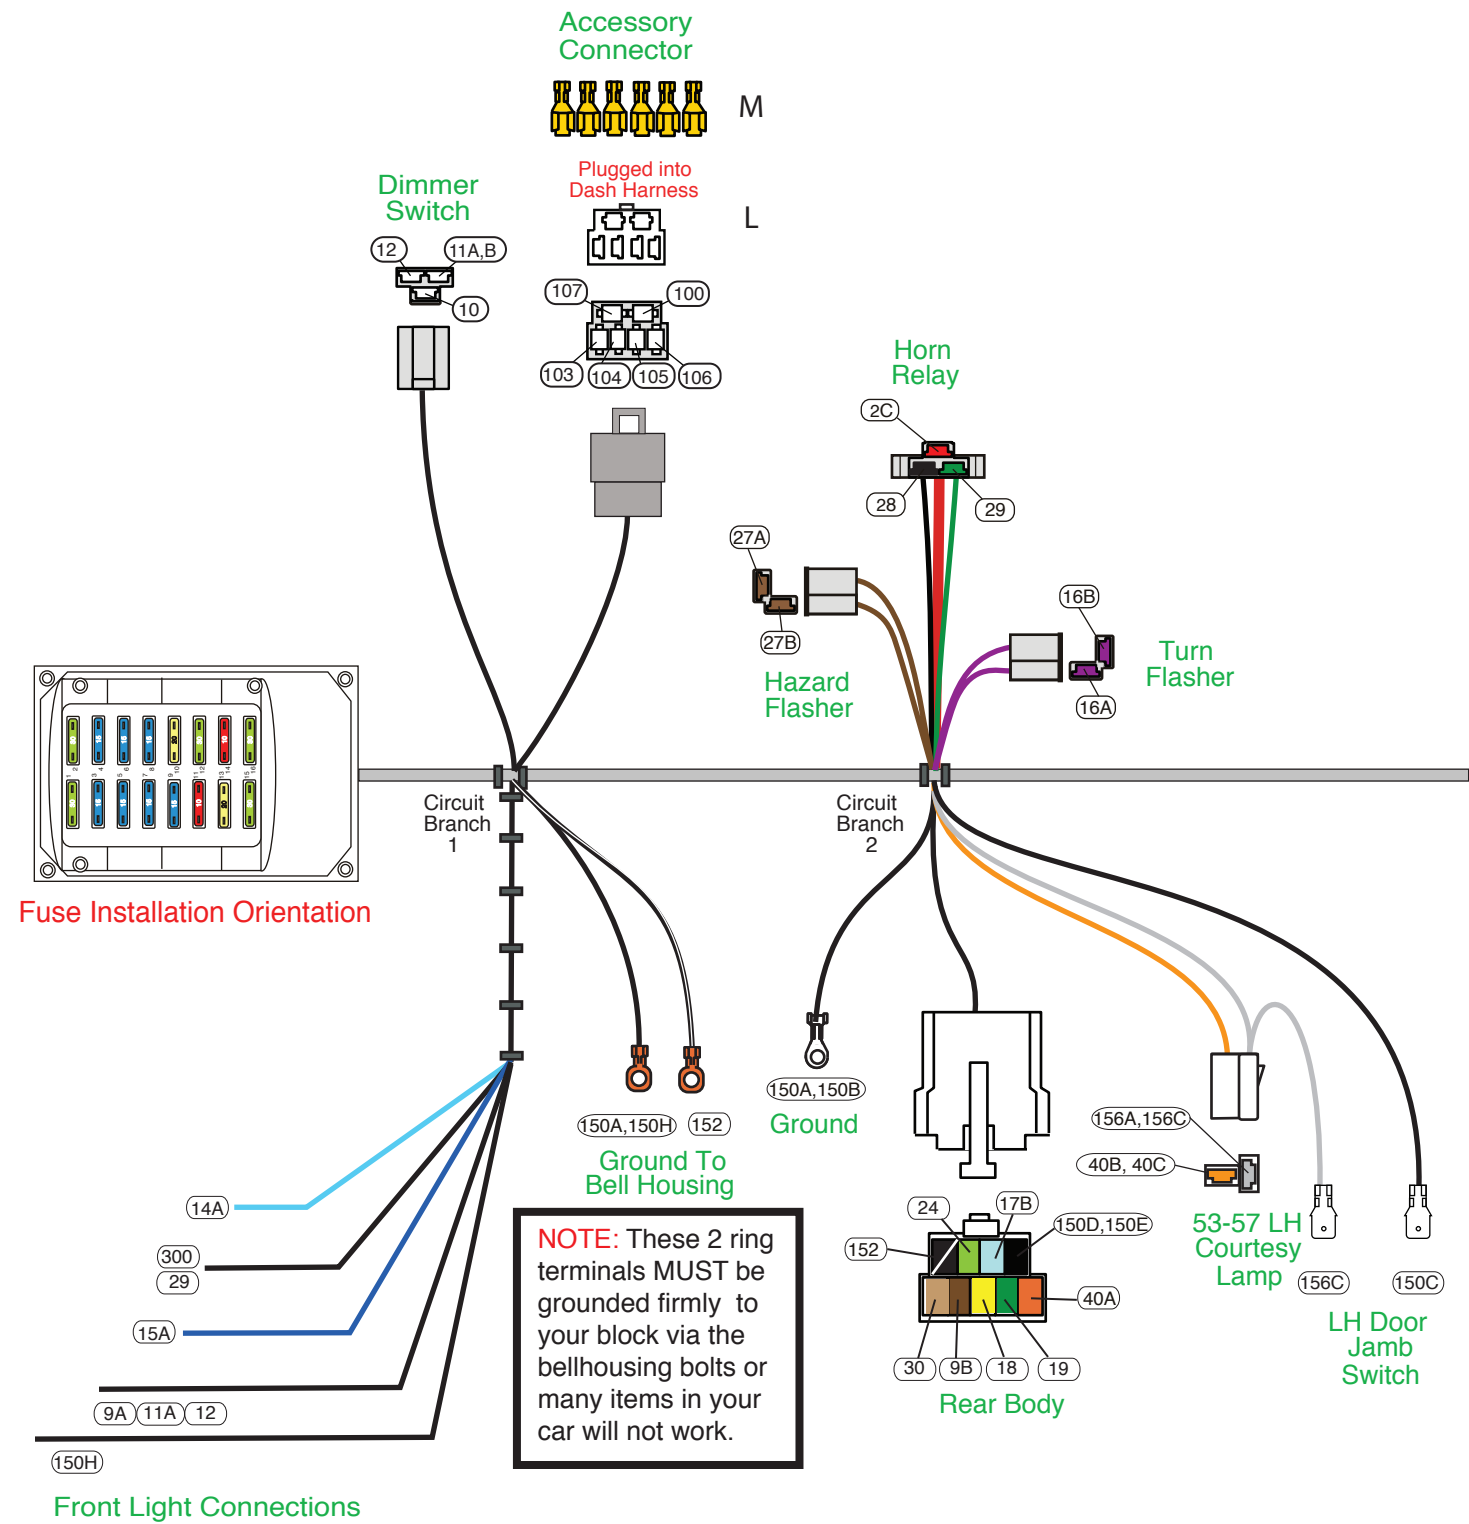 Accessory
Connector
M
Plugged into
Dash Harness
L
Dimmer
Switch
12
11A,B
10
107
100
103
104
105
106
Horn
Relay
2C
28
29
27A
27B
Hazard
Flasher
16B
16A
Turn
Flasher
Fuse Installation Orientation
Circuit
Branch
1
Circuit
Branch
2
14A
300
29
15A
9A
11A
12
150H
Front Light Connections
150A,150H
152
Ground To
Bell Housing
NOTE: These 2 ring
terminals MUST be
grounded firmly to
your block via the
bellhousing bolts or
many items in your
car will not work.
150A,150B
Ground
24
17B
150D,150E
152
40A
30
9B
18
19
Rear Body
156A,156C
40B, 40C
53-57 LH
Courtesy
Lamp
156C
150C
LH Door
Jamb
Switch